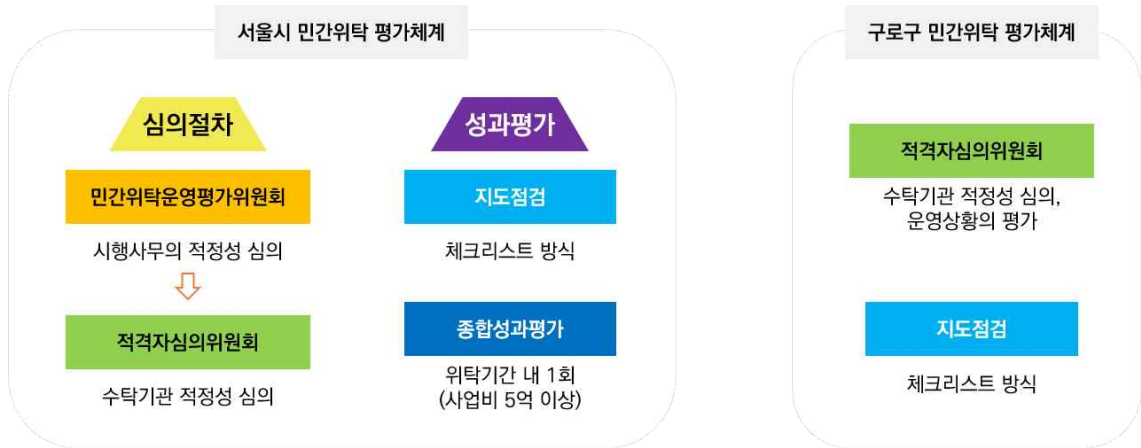 서울시 민간위탁 평가체계
심의절차
민간위탁운영평가위원회
시행사무의 적정성 심의
적격자심의위원회
수탁기관 적정성 심의
성과평가
지도점검
체크리스트 방식
종합성과평가
위탁기간 내 1회
(사업비 5억 이상)
구로구 민간위탁 평가체계
적격자심의위원회
수탁기관 적정성 심의,
운영상황의 평가
지도점검
체크리스트 방식